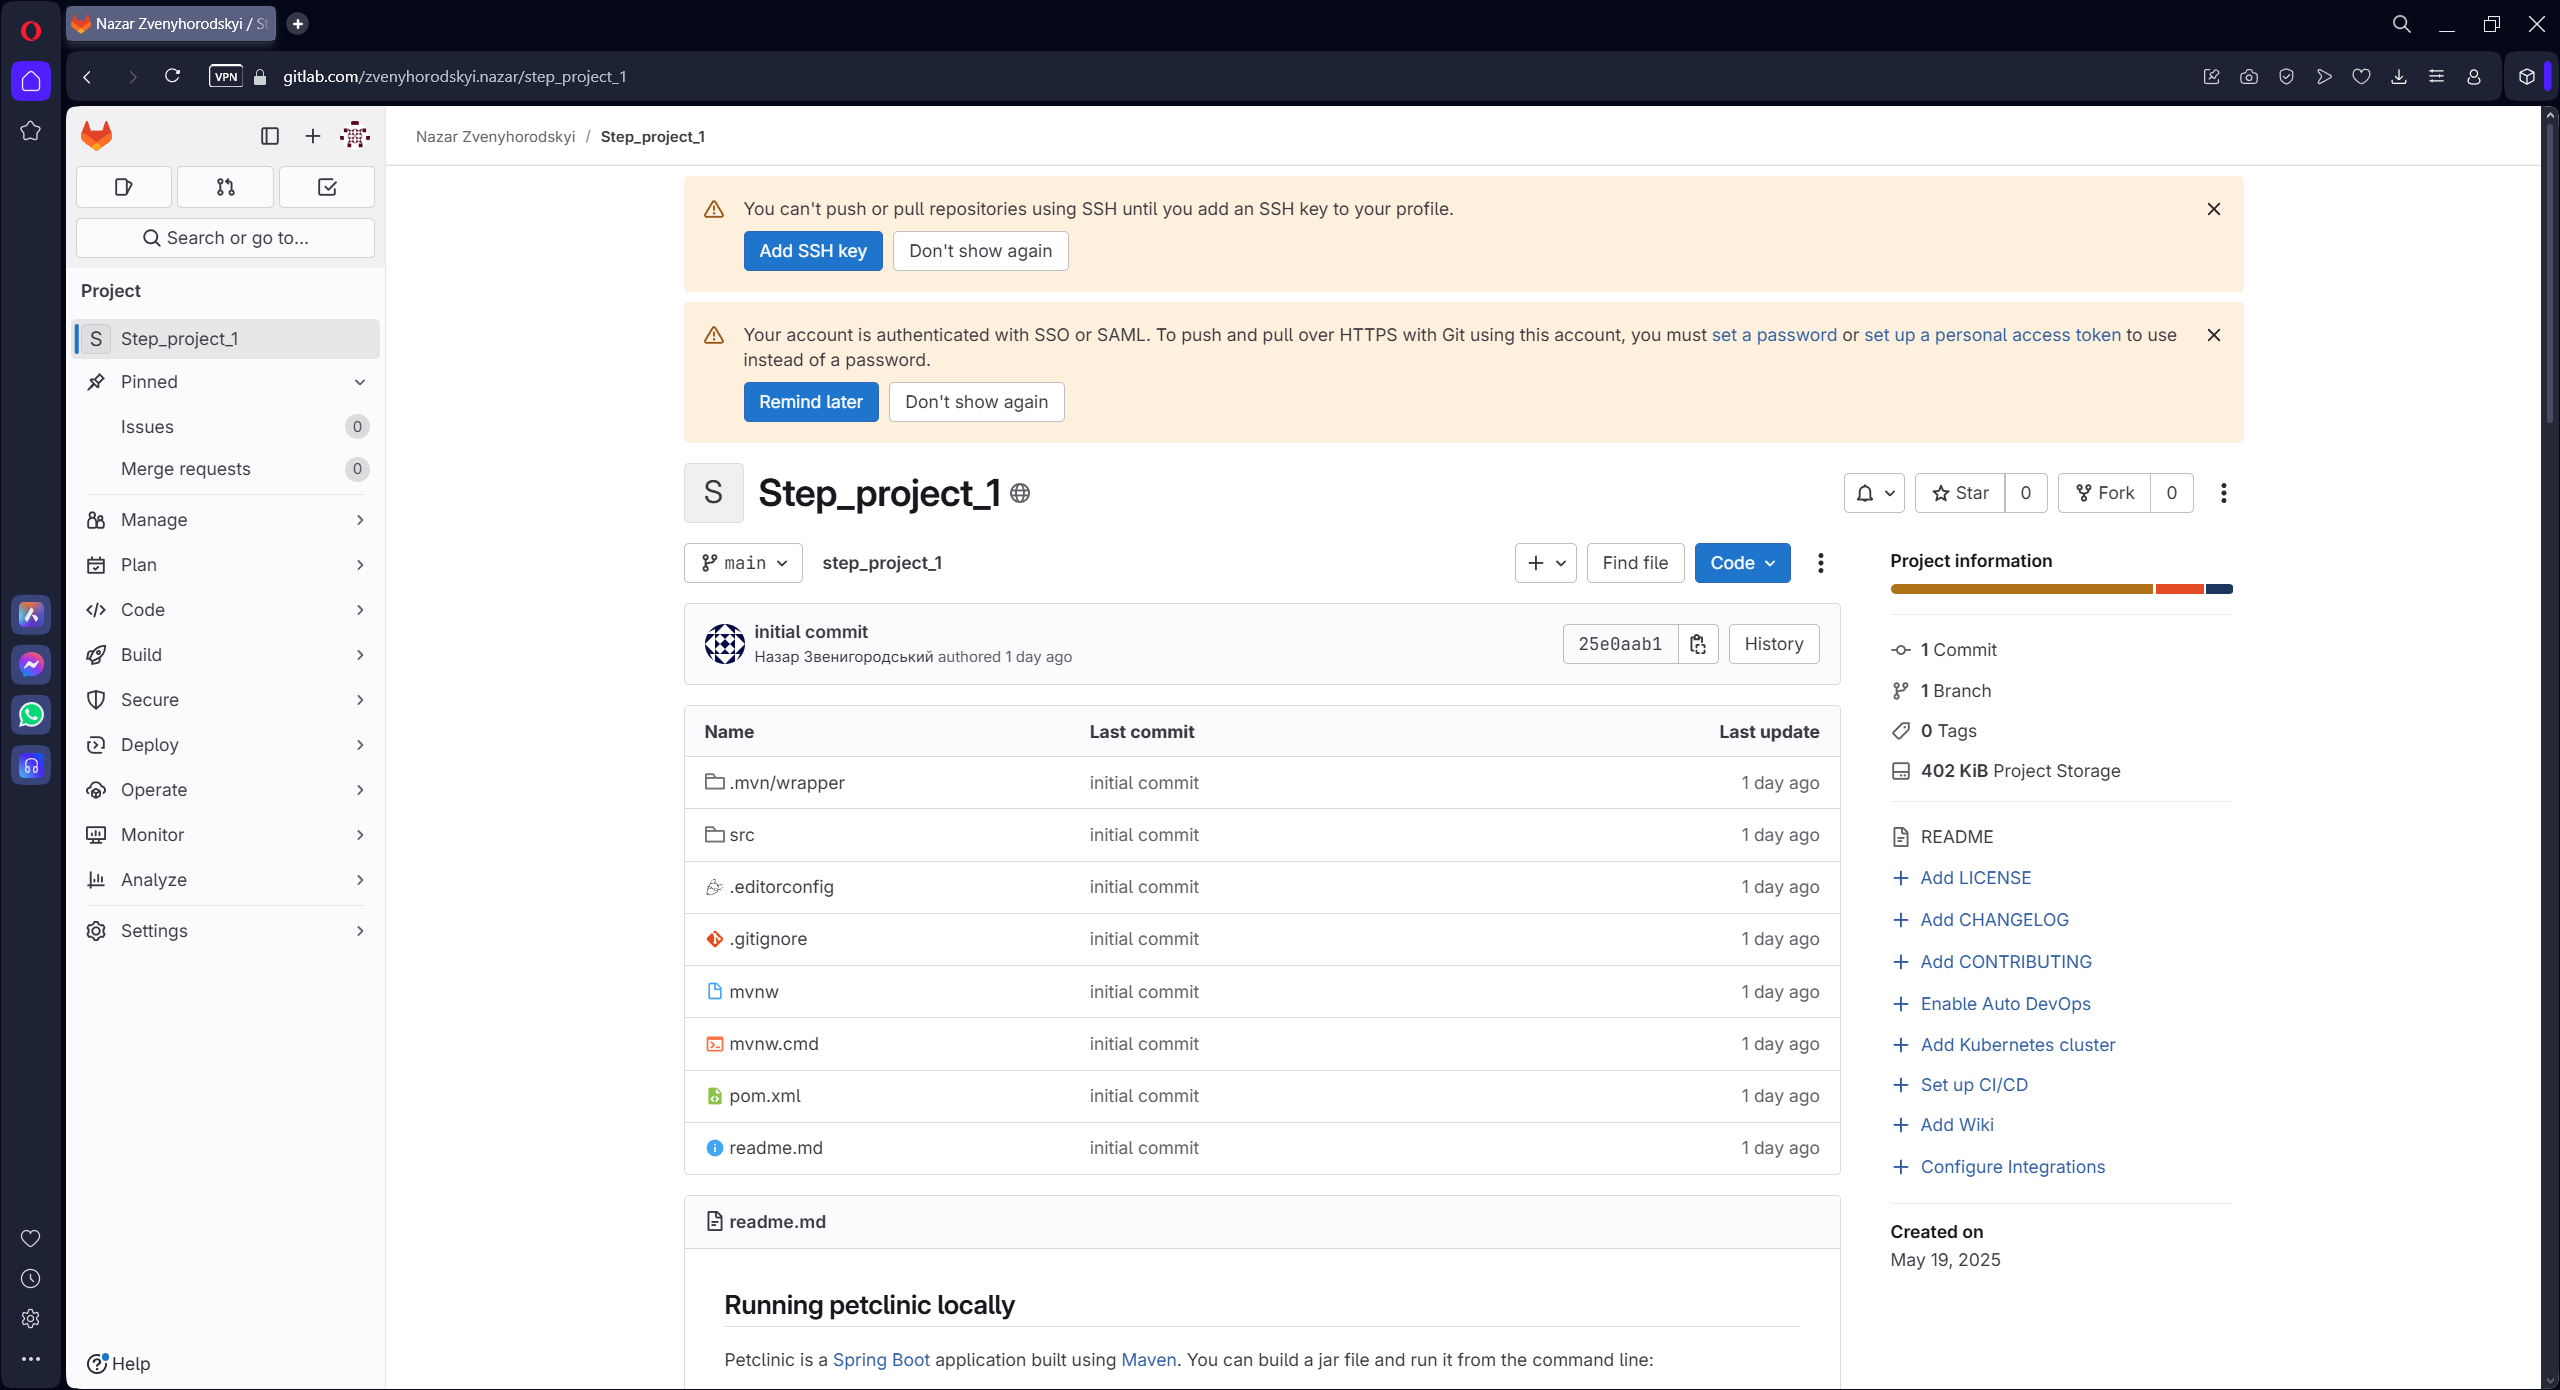 Nazar Zvenyhorodskyi / St
VPN
gitlab.com/zvenyhorodskyi.nazar/step_project_1
Search or go to...
Project
S Step_project_1
Pinned
Issues 0
Merge requests 0
Manage
Plan
Code
Build
Secure
Deploy
Operate
Monitor
Analyze
Settings
Help
Nazar Zvenyhorodskyi / Step_project_1
You can't push or pull repositories using SSH until you add an SSH key to your profile.
Add SSH key Don't show again
Your account is authenticated with SSO or SAML. To push and pull over HTTPS with Git using this account, you must set a password or set up a personal access token to use
instead of a password.
Remind later Don't show again
S Step_project_1
Star 0 Fork 0
main step_project_1 Find file Code
initial commit
Назар Звенигородський authored 1 day ago
25e0aab1 History
Name Last commit Last update
.mvn/wrapper initial commit 1 day ago
src initial commit 1 day ago
.editorconfig initial commit 1 day ago
.gitignore initial commit 1 day ago
mvnw initial commit 1 day ago
mvnw.cmd initial commit 1 day ago
pom.xml initial commit 1 day ago
readme.md initial commit 1 day ago
readme.md
Running petclinic locally
Petclinic is a Spring Boot application built using Maven. You can build a jar file and run it from the command line:
Project information
1 Commit
1 Branch
0 Tags
402 KiB Project Storage
README
Add LICENSE
Add CHANGELOG
Add CONTRIBUTING
Enable Auto DevOps
Add Kubernetes cluster
Set up CI/CD
Add Wiki
Configure Integrations
Created on
May 19, 2025